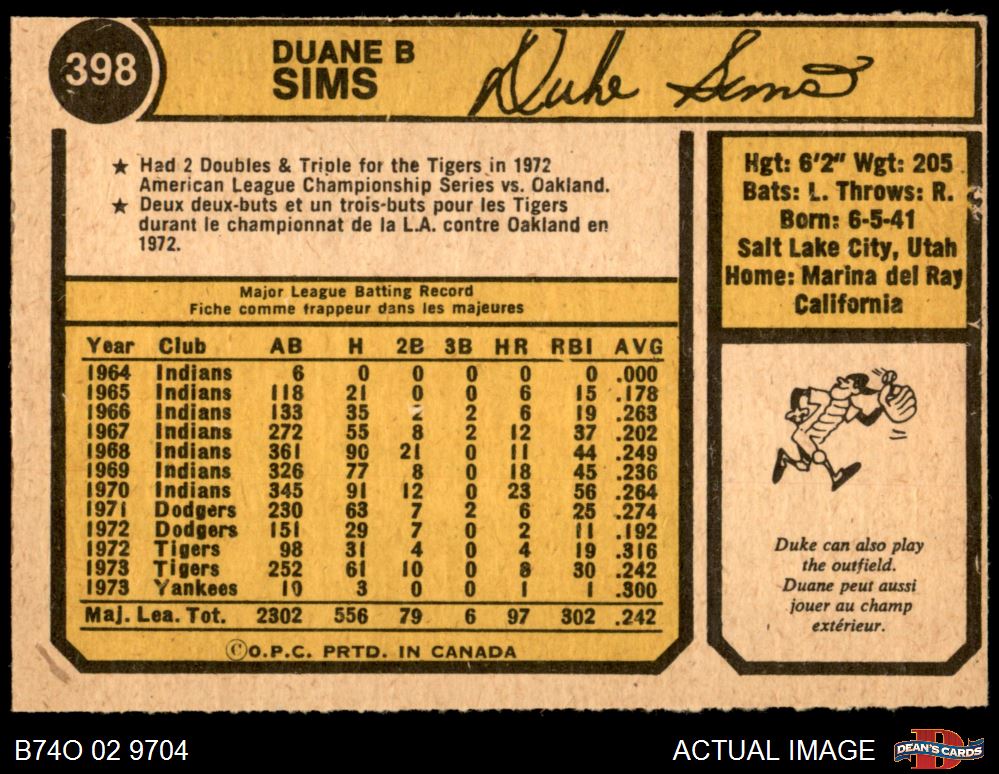 398
DUANE B
SIMS
Duke Sims
★ Had 2 Doubles & Triple for the Tigers in 1972
American League Championship Series vs. Oakland.
★ Deux deux-buts et un trois-buts pour les Tigers
durant le championnat de la L.A. contre Oakland en
1972.
Hgt: 6'2" Wgt: 205
Bats: L. Throws: R.
Born: 6-5-41
Salt Lake City, Utah
Home: Marina del Ray
California
Major League Batting Record
Fiche comme frappeur dans les majeures
Year Club AB H 2B 3B HR RBI AVG
1964 Indians 6 0 0 0 0 0 .000
1965 Indians 118 21 0 0 6 15 .178
1966 Indians 133 35 2 6 19 .263
1967 Indians 272 55 8 2 12 37 .202
1968 Indians 361 90 21 0 11 44 .249
1969 Indians 326 77 8 0 18 45 .236
1970 Indians 345 91 12 0 23 56 .264
1971 Dodgers 230 63 7 2 6 25 .274
1972 Dodgers 151 29 7 0 2 11 .192
1972 Tigers 98 31 4 0 4 19 .316
1973 Tigers 252 61 10 0 8 30 .242
1973 Yankees 10 3 0 0 1 1 .300
Maj. Lea. Tot. 2302 556 79 6 97 302 .242
©O.P.C. PRTD. IN CANADA
Duke can also play
the outfield.
Duane peut aussi
jouer au champ
extérieur.
B74O 02 9704
ACTUAL IMAGE
DEAN'S CARDS